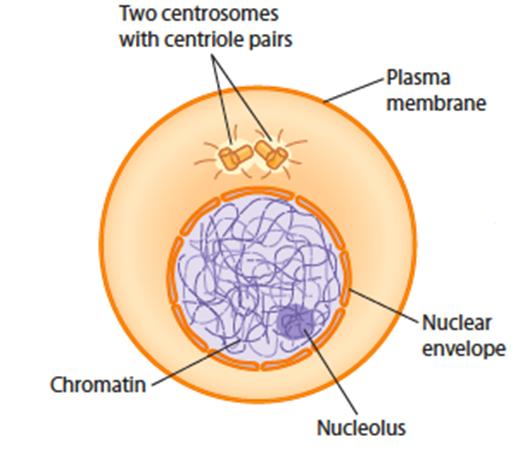 Two centrosomes
with centriole pairs
Plasma
membrane
Nuclear
envelope
Chromatin
Nucleolus